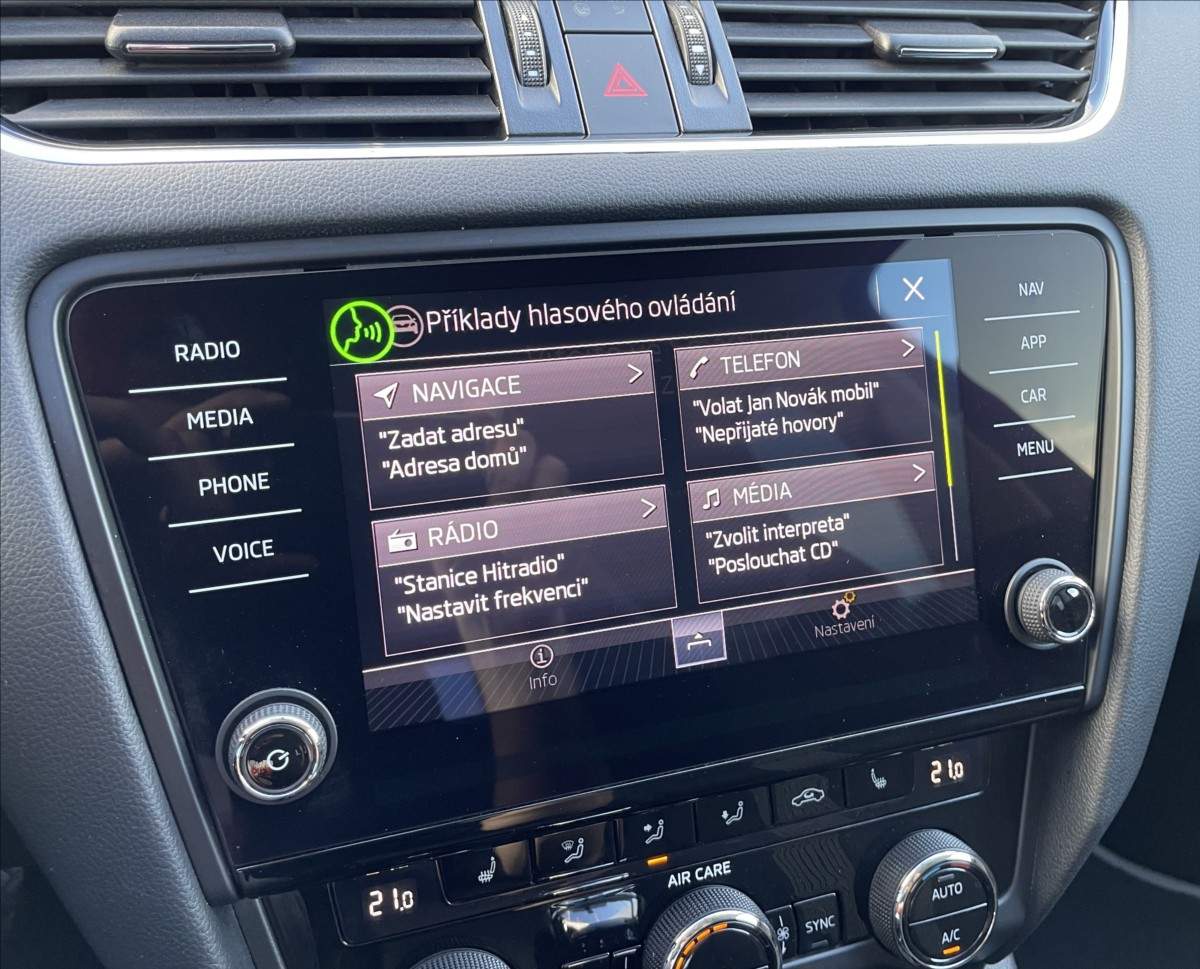 RADIO
MEDIA
PHONE
VOICE
Příklady hlasového ovládání
NAVIGACE
"Zadat adresu"
"Adresa domů"
TELEFON
"Volat Jan Novák mobil"
"Nepřijaté hovory"
RÁDIO
"Stanice Hitradio"
"Nastavit frekvenci"
MÉDIA
"Zvolit interpreta"
"Poslouchat CD"
Info
Nastavení
NAV
APP
CAR
MENU
21.0
21.0
AIR CARE
SYNC
AUTO
A/C